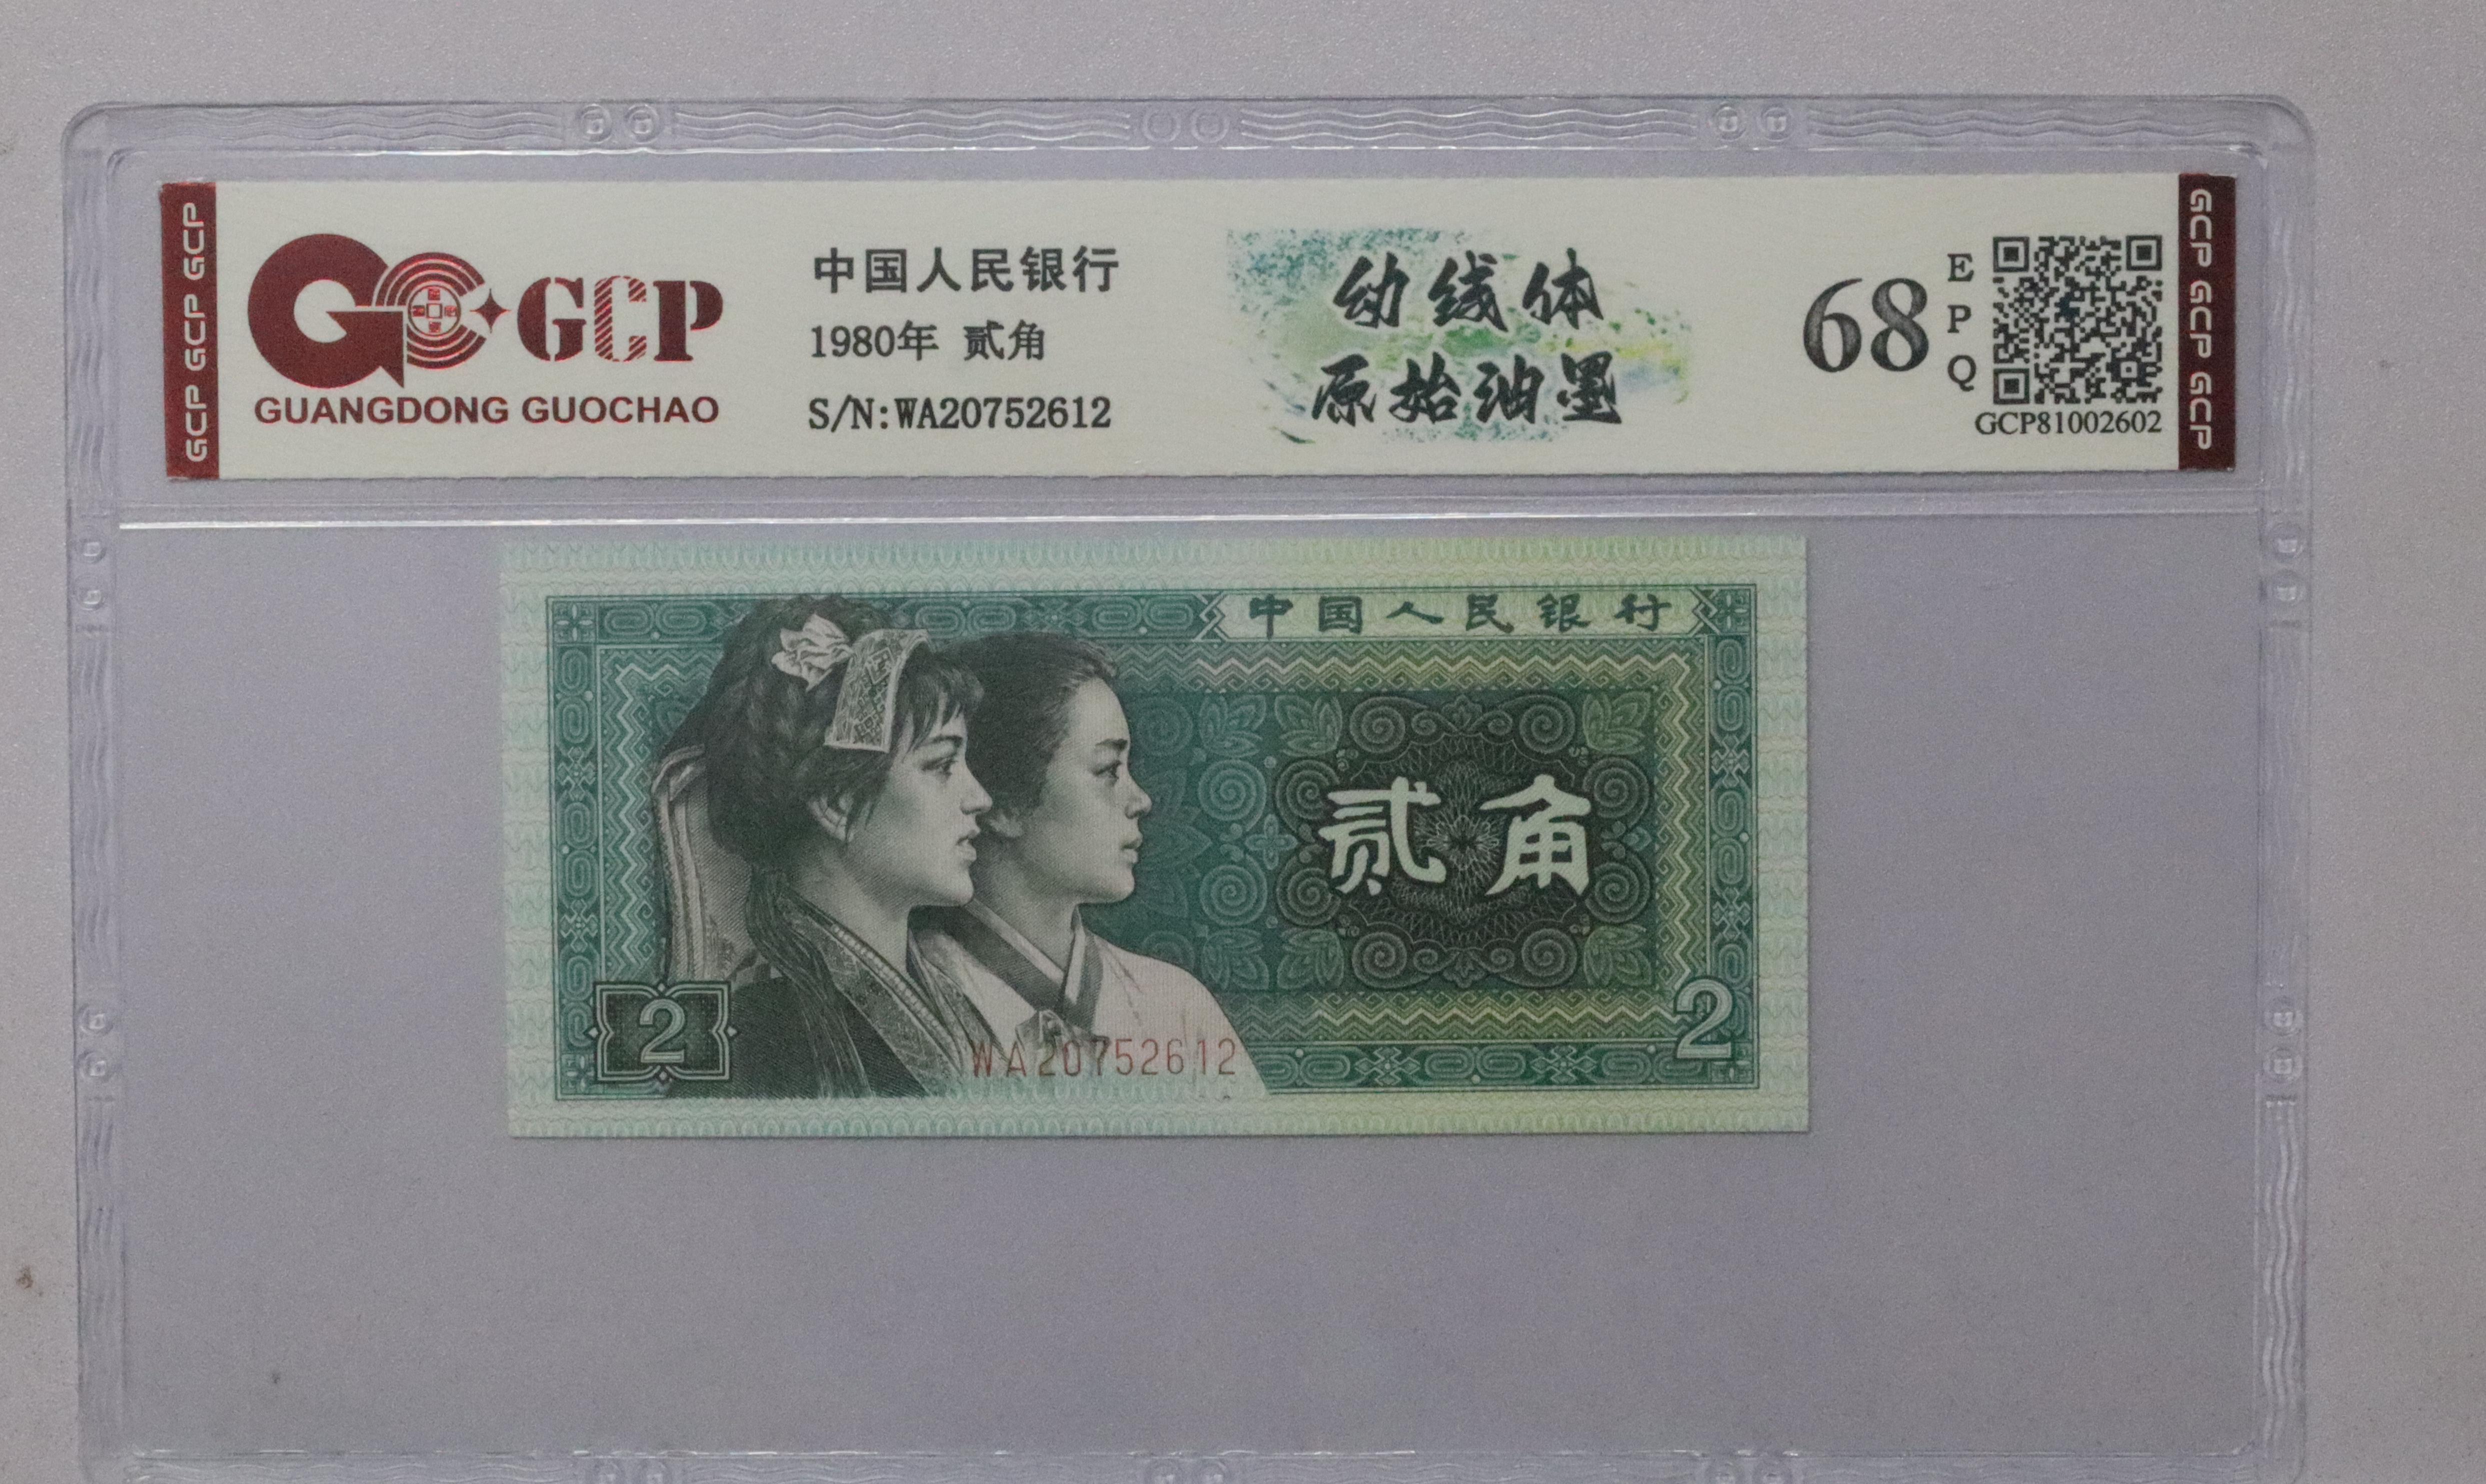 GCP GCP GCP
GCP
GUANGDONG GUOCHAO
中国人民银行
1980年 贰角
S/N:WA20752612
幼线体
原始油墨
68
EPQ
GCP81002602
GCP GCP GCP
中国人民银行
贰角
2
2
WA20752612